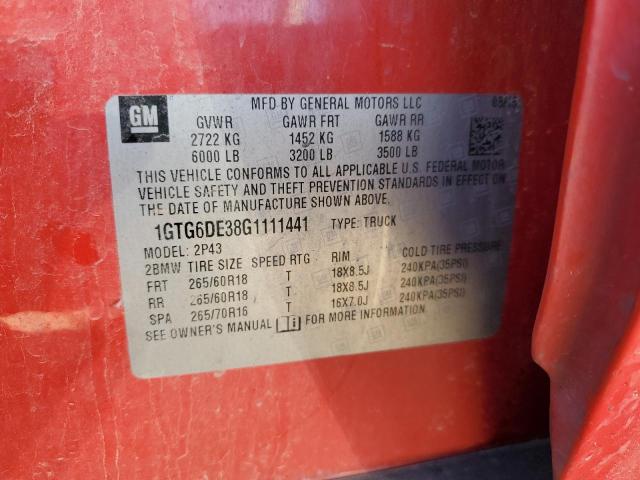 GM
MFD BY GENERAL MOTORS LLC
GVWR GAWR FRT GAWR RR
2722 KG 1452 KG 1588 KG
6000 LB 3200 LB 3500 LB
THIS VEHICLE CONFORMS TO ALL APPLICABLE U.S. FEDERAL MOTOR
VEHICLE SAFETY AND THEFT PREVENTION STANDARDS IN EFFECT ON
THE DATE OF MANUFACTURE SHOWN ABOVE.
1GTG6DE38G1111441 TYPE: TRUCK
MODEL: 2P43
2BMW TIRE SIZE SPEED RTG RIM COLD TIRE PRESSURE
FRT 265/60R18 T 18X8.5J 240KPA(35PSI)
RR 265/60R18 T 18X8.5J 240KPA(35PSI)
SPA 265/70R16 T 16X7.0J 240KPA(35PSI)
SEE OWNER'S MANUAL FOR MORE INFORMATION.